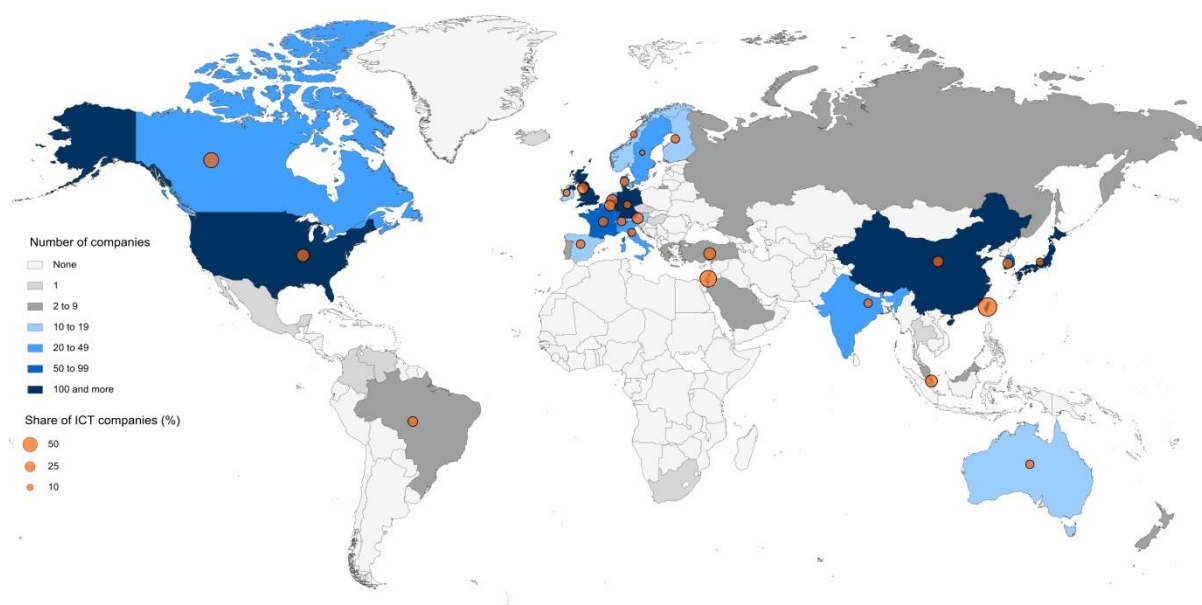 Number of companies
None
1
2 to 9
10 to 19
20 to 49
50 to 99
100 and more
Share of ICT companies (%)
50
25
10